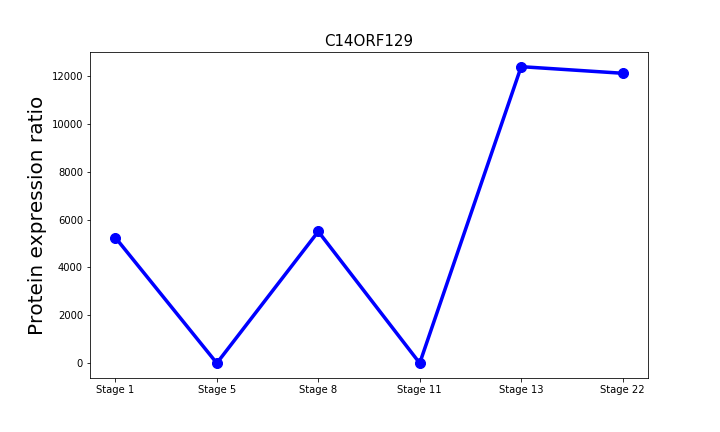 C14ORF129
Protein expression ratio
12000
10000
8000
6000
4000
2000
0
Stage 1
Stage 5
Stage 8
Stage 11
Stage 13
Stage 22